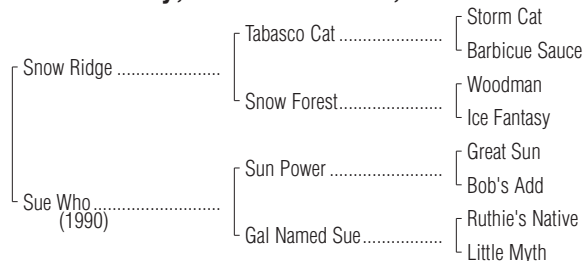 Storm Cat
Tabasco Cat ......................
Barbicue Sauce
Snow Ridge ......................
Woodman
Snow Forest......................
Ice Fantasy
Great Sun
Sun Power ........................
Bob's Add
Sue Who...........................
(1990)
Ruthie's Native
Gal Named Sue.................
Little Myth